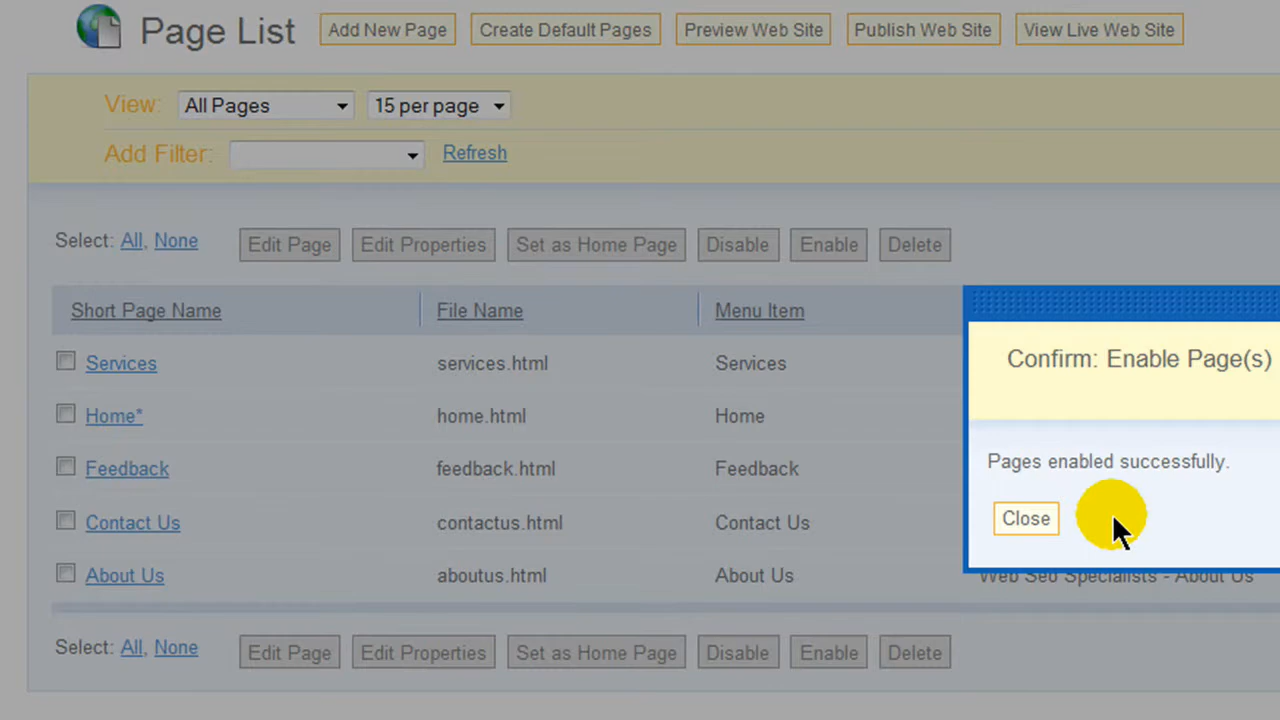 Page List Add New Page Create Default Pages Preview Web Site Publish Web Site View Live Web Site
View: All Pages 15 per page
Add Filter: Refresh
Select: All, None Edit Page Edit Properties Set as Home Page Disable Enable Delete
Short Page Name File Name Menu Item
Confirm: Enable Page(s)
Services services.html Services
Home* home.html Home
Feedback feedback.html Feedback
Pages enabled successfully.
Contact Us contactus.html Contact Us
Close
About Us aboutus.html About Us Web Seo Specialists - About Us
Select: All, None Edit Page Edit Properties Set as Home Page Disable Enable Delete